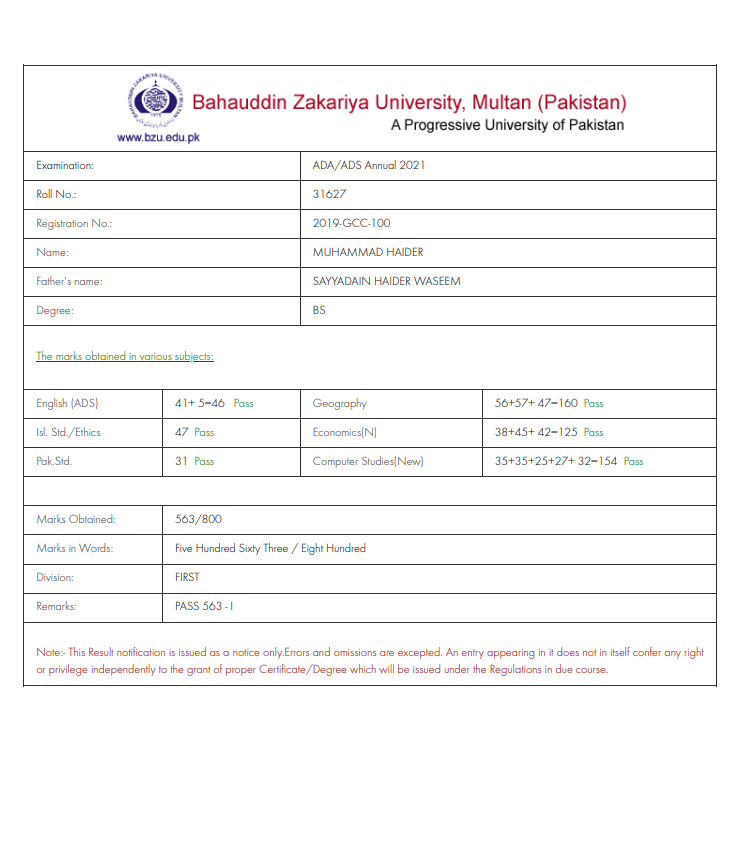 BAHAUDDIN ZAKARIYA UNIVERSITY MULTAN
1975
www.bzu.edu.pk
Bahauddin Zakariya University, Multan (Pakistan)
A Progressive University of Pakistan
Examination: ADA/ADS Annual 2021
Roll No.: 31627
Registration No.: 2019-GCC-100
Name: MUHAMMAD HAIDER
Father's name: SAYYADAIN HAIDER WASEEM
Degree: BS
The marks obtained in various subjects:
English (ADS) 41+ 5=46 Pass Geography 56+57+ 47=160 Pass
Isl. Std./Ethics 47 Pass Economics(N) 38+45+ 42=125 Pass
Pak.Std. 31 Pass Computer Studies(New) 35+35+25+27+ 32=154 Pass
Marks Obtained: 563/800
Marks in Words: Five Hundred Sixty Three / Eight Hundred
Division: FIRST
Remarks: PASS 563 - I
Note:- This Result notification is issued as a notice only.Errors and omissions are excepted. An entry appearing in it does not in itself confer any right
or privilege independently to the grant of proper Certificate/Degree which will be issued under the Regulations in due course.